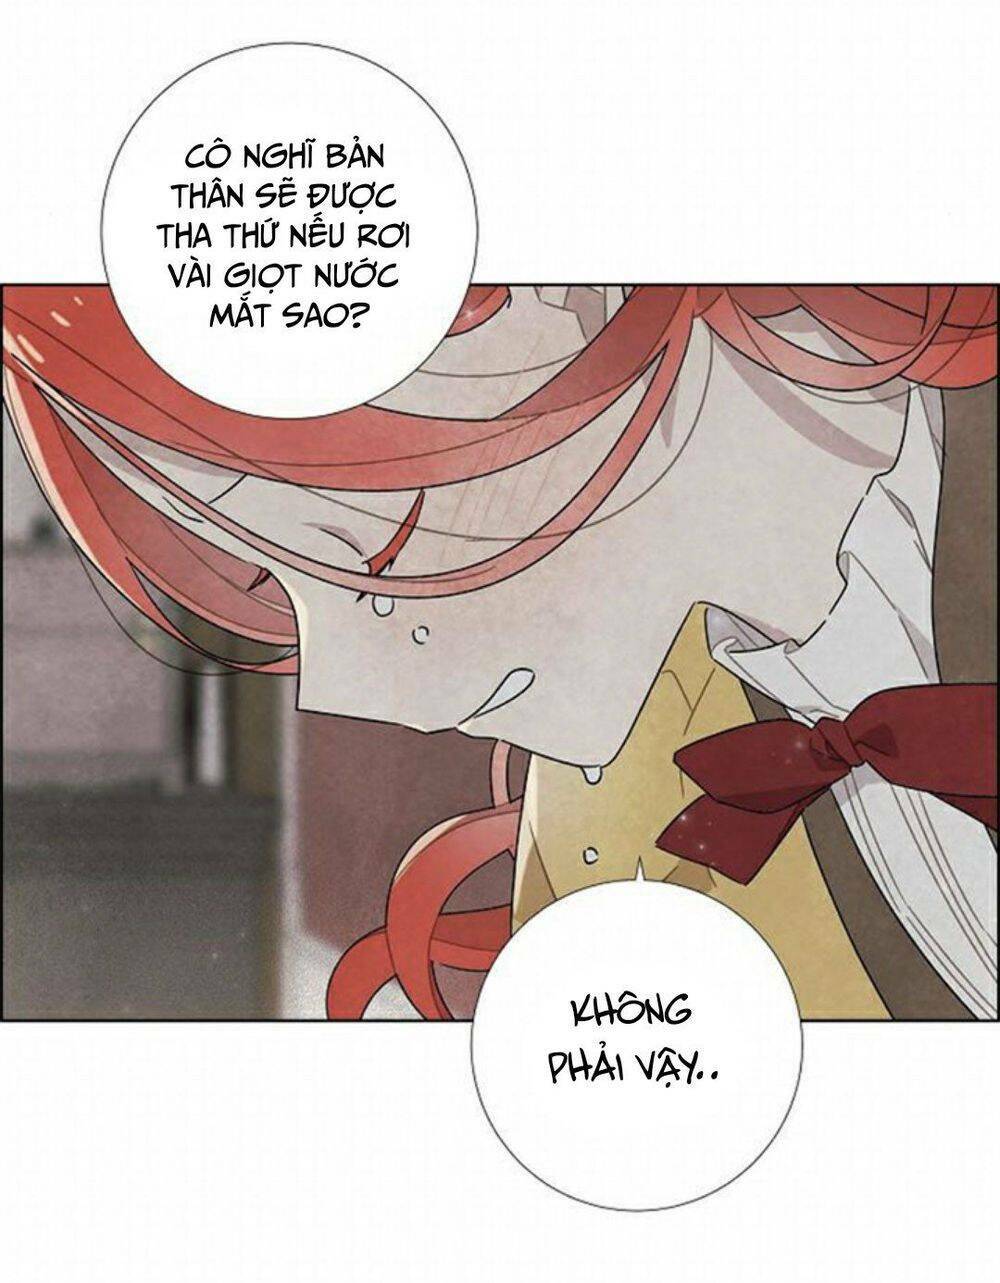 CÔ NGHĨ BẢN
THÂN SẼ ĐƯỢC
THA THỨ NẾU RƠI
VÀI GIỌT NƯỚC
MẮT SAO?
KHÔNG
PHẢI VẬY..